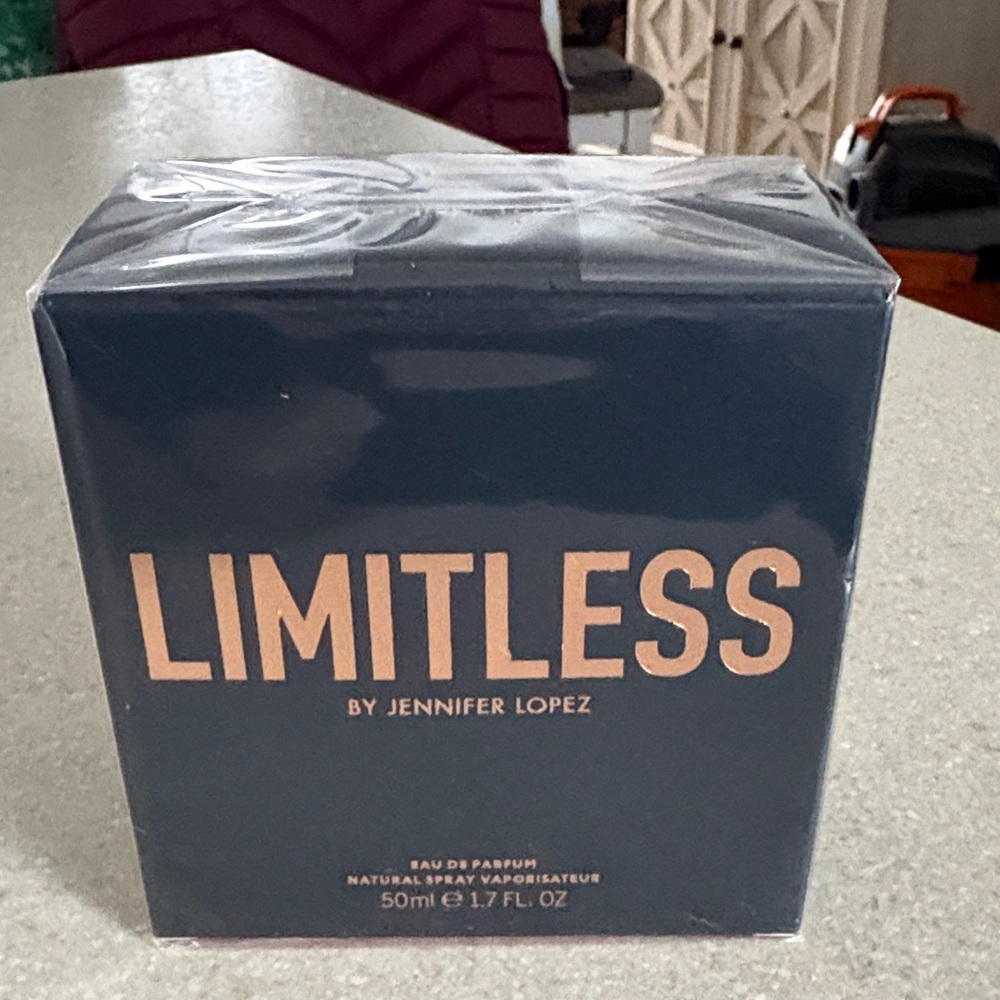 LIMITLESS
BY JENNIFER LOPEZ
EAU DE PARFUM
NATURAL SPRAY VAPORISATEUR
50ml ℮ 1.7 FL. OZ